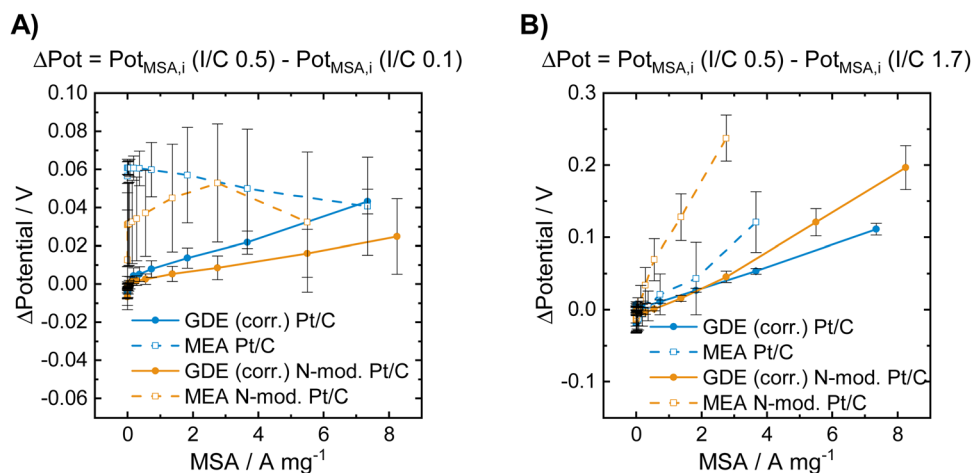 A)
ΔPot = Pot_MSA,i (I/C 0.5) - Pot_MSA,i (I/C 0.1)
0.10
0.08
0.06
0.04
0.02
0.00
-0.02
-0.04
-0.06
ΔPotential / V
GDE (corr.) Pt/C
MEA Pt/C
GDE (corr.) N-mod. Pt/C
MEA N-mod. Pt/C
0 2 4 6 8
MSA / A mg⁻¹
B)
ΔPot = Pot_MSA,i (I/C 0.5) - Pot_MSA,i (I/C 1.7)
0.3
0.2
0.1
0.0
-0.1
ΔPotential / V
GDE (corr.) Pt/C
MEA Pt/C
GDE (corr.) N-mod. Pt/C
MEA N-mod. Pt/C
0 2 4 6 8
MSA / A mg⁻¹